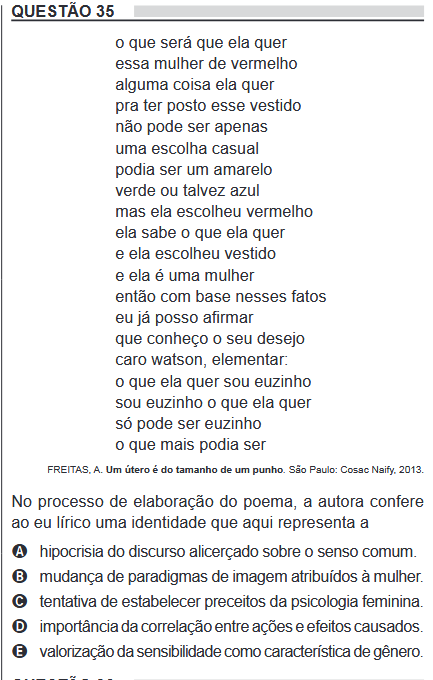 QUESTÃO 35
o que será que ela quer
essa mulher de vermelho
alguma coisa ela quer
pra ter posto esse vestido
não pode ser apenas
uma escolha casual
podia ser um amarelo
verde ou talvez azul
mas ela escolheu vermelho
ela sabe o que ela quer
e ela escolheu vestido
e ela é uma mulher
então com base nesses fatos
eu já posso afirmar
que conheço o seu desejo
caro watson, elementar:
o que ela quer sou euzinho
sou euzinho o que ela quer
só pode ser euzinho
o que mais podia ser
FREITAS, A. Um útero é do tamanho de um punho. São Paulo: Cosac Naify, 2013.
No processo de elaboração do poema, a autora confere
ao eu lírico uma identidade que aqui representa a
A hipocrisia do discurso alicerçado sobre o senso comum.
B mudança de paradigmas de imagem atribuídos à mulher.
C tentativa de estabelecer preceitos da psicologia feminina.
D importância da correlação entre ações e efeitos causados.
E valorização da sensibilidade como característica de gênero.